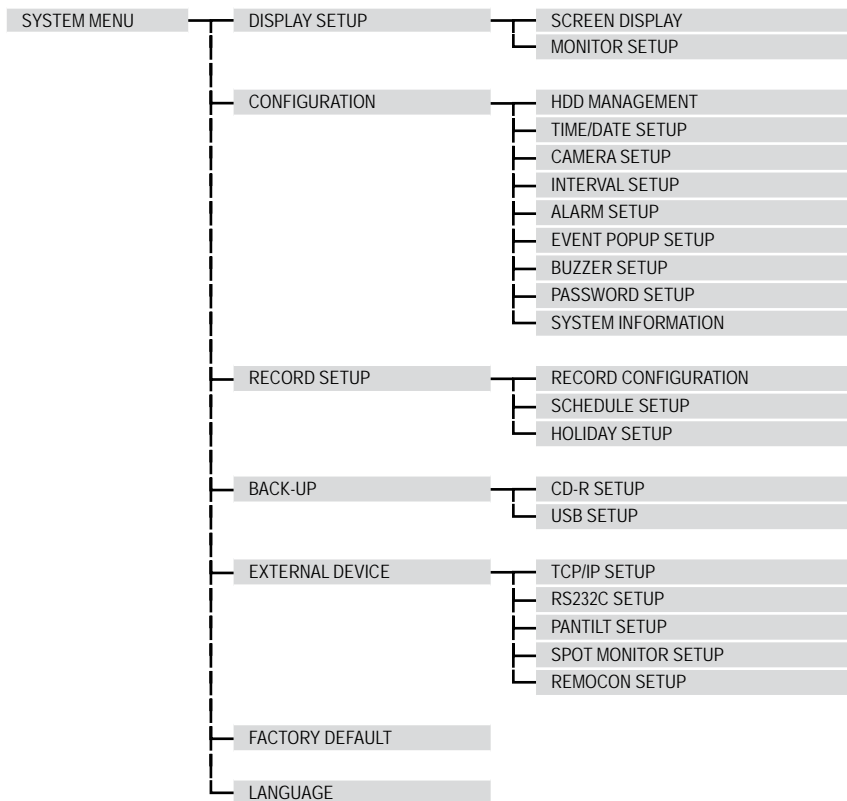 SYSTEM MENU
DISPLAY SETUP
SCREEN DISPLAY
MONITOR SETUP
CONFIGURATION
HDD MANAGEMENT
TIME/DATE SETUP
CAMERA SETUP
INTERVAL SETUP
ALARM SETUP
EVENT POPUP SETUP
BUZZER SETUP
PASSWORD SETUP
SYSTEM INFORMATION
RECORD SETUP
RECORD CONFIGURATION
SCHEDULE SETUP
HOLIDAY SETUP
BACK-UP
CD-R SETUP
USB SETUP
EXTERNAL DEVICE
TCP/IP SETUP
RS232C SETUP
PANTILT SETUP
SPOT MONITOR SETUP
REMOCON SETUP
FACTORY DEFAULT
LANGUAGE